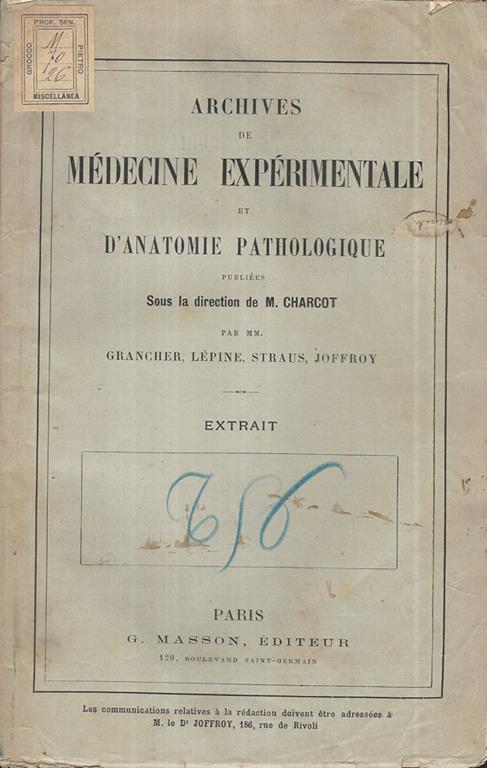 PROF. SEN.
GROCCO
PIETRO
MISCELLANEA
ARCHIVES
DE
MÉDECINE EXPÉRIMENTALE
ET
D'ANATOMIE PATHOLOGIQUE
PUBLIÉES
Sous la direction de M. CHARCOT
PAR MM.
GRANCHER, LÉPINE, STRAUS, JOFFROY
EXTRAIT
PARIS
G. MASSON, ÉDITEUR
120, BOULEVARD SAINT-GERMAIN
Les communications relatives à la rédaction doivent être adressées à
M. le Dr JOFFROY, 186, rue de Rivoli